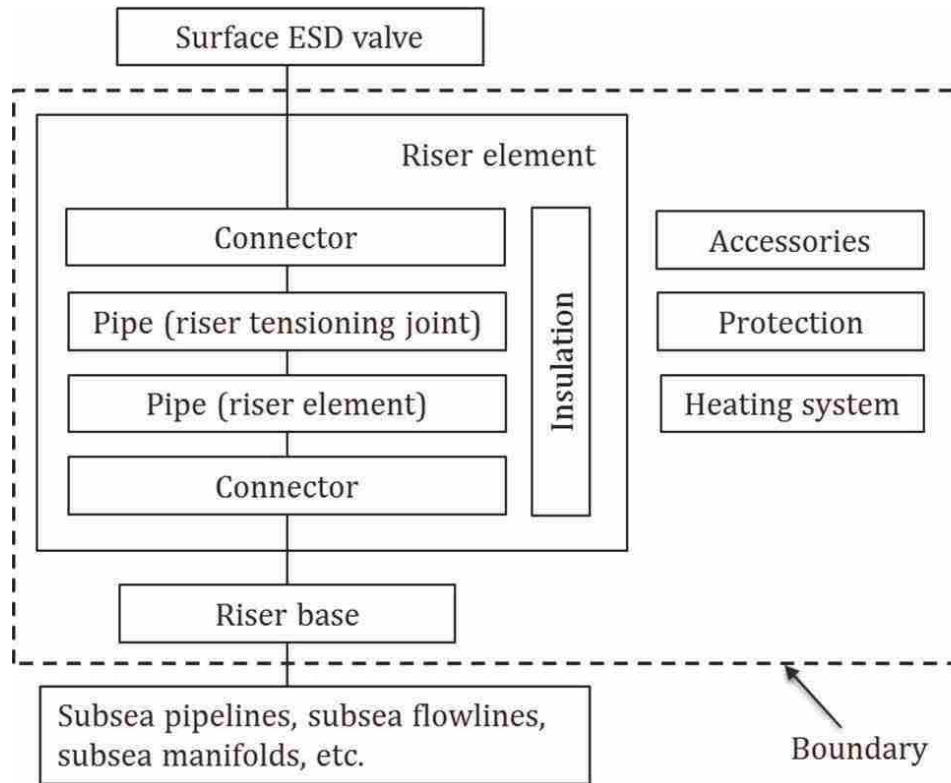 Surface ESD valve
Riser element
Connector
Pipe (riser tensioning joint)
Pipe (riser element)
Connector
Insulation
Accessories
Protection
Heating system
Riser base
Subsea pipelines, subsea flowlines,
subsea manifolds, etc.
Boundary